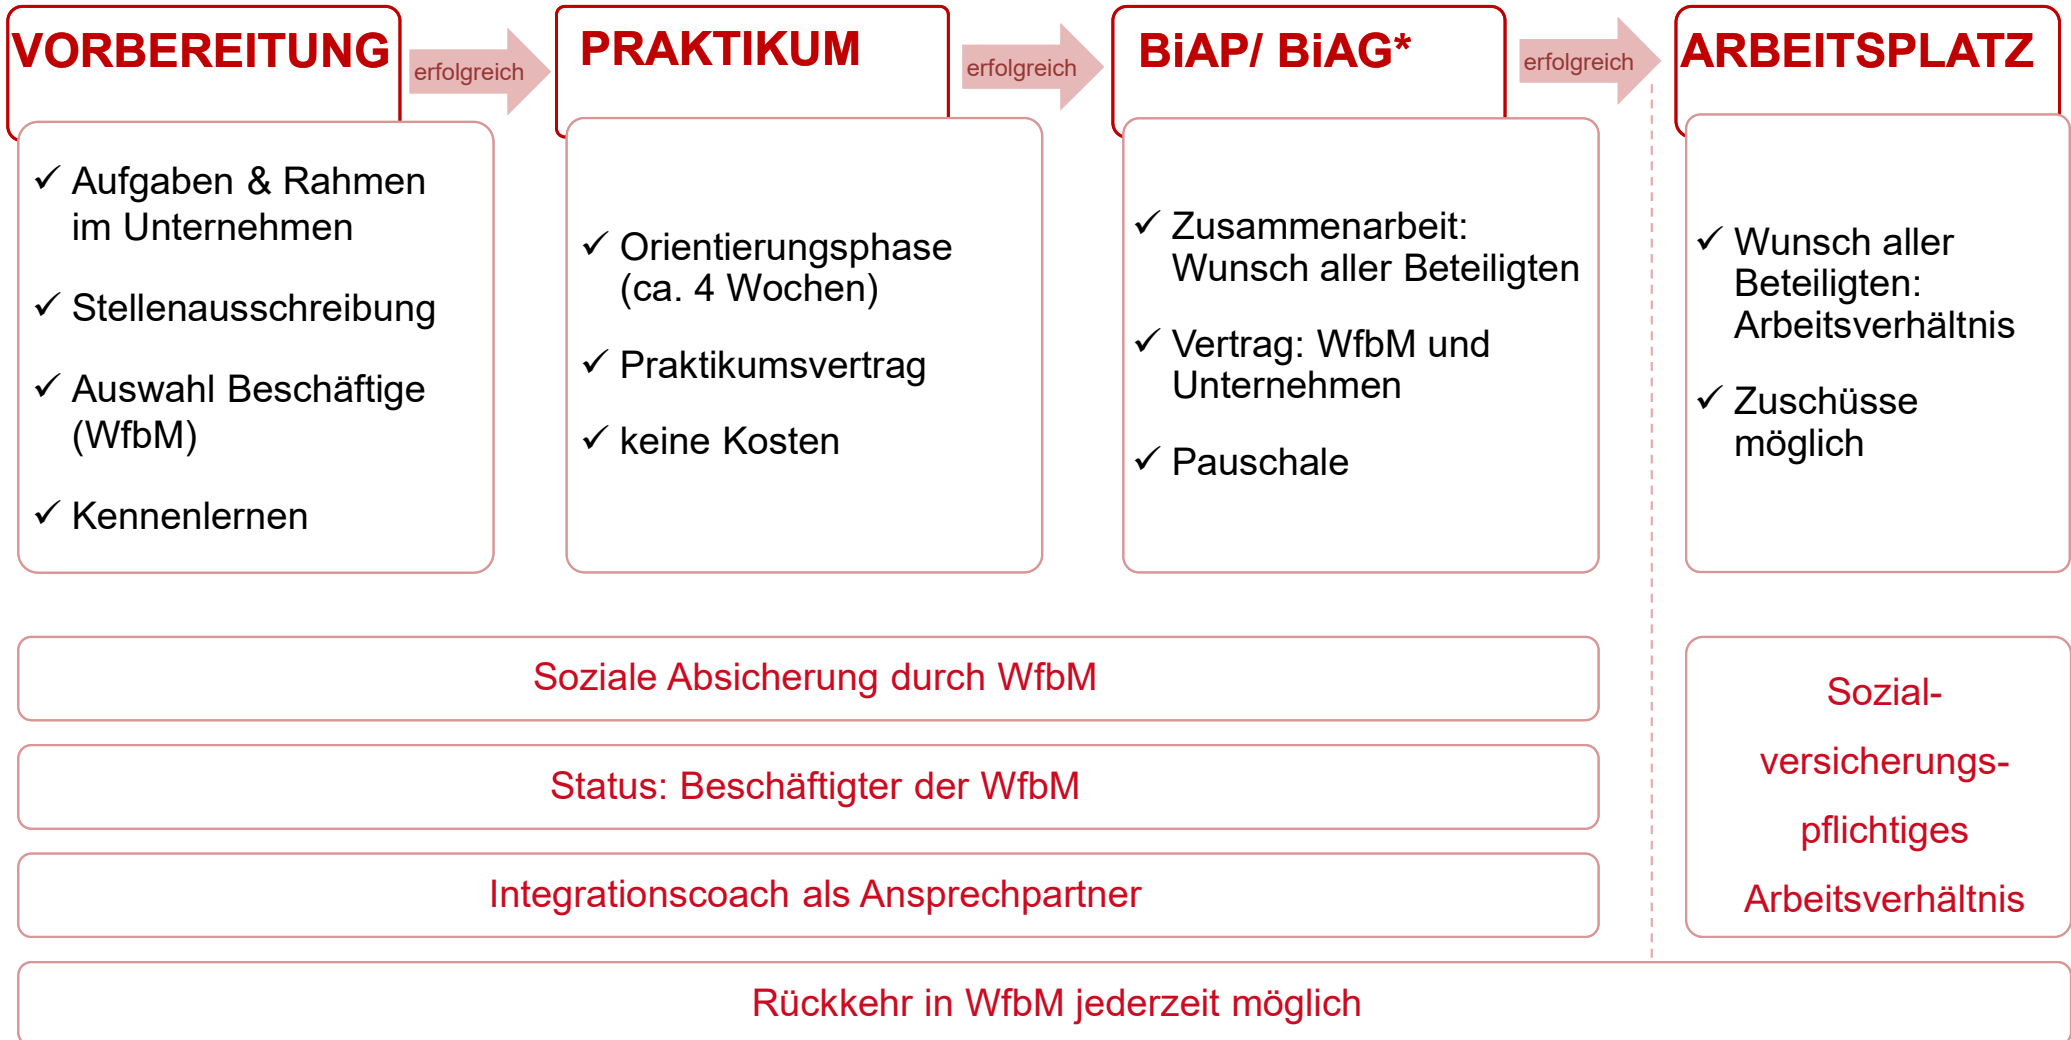 VORBEREITUNG
erfolgreich
PRAKTIKUM
erfolgreich
BiAP/ BiAG*
erfolgreich
ARBEITSPLATZ
Aufgaben & Rahmen
im Unternehmen
Stellenausschreibung
Auswahl Beschäftige
(WfbM)
Kennenlernen
Orientierungsphase
(ca. 4 Wochen)
Praktikumsvertrag
keine Kosten
Zusammenarbeit:
Wunsch aller Beteiligten
Vertrag: WfbM und
Unternehmen
Pauschale
Wunsch aller
Beteiligten:
Arbeitsverhältnis
Zuschüsse
möglich
Soziale Absicherung durch WfbM
Status: Beschäftigter der WfbM
Integrationscoach als Ansprechpartner
Sozial-
versicherungs-
pflichtiges
Arbeitsverhältnis
Rückkehr in WfbM jederzeit möglich